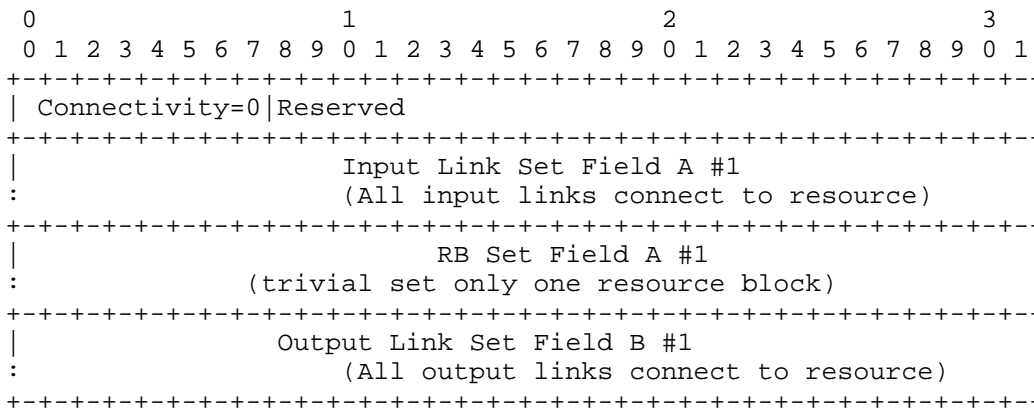 0                   1                   2                   3
 0 1 2 3 4 5 6 7 8 9 0 1 2 3 4 5 6 7 8 9 0 1 2 3 4 5 6 7 8 9 0 1
+-+-+-+-+-+-+-+-+-+-+-+-+-+-+-+-+-+-+-+-+-+-+-+-+-+-+-+-+-+-+-+-
| Connectivity=0|Reserved
+-+-+-+-+-+-+-+-+-+-+-+-+-+-+-+-+-+-+-+-+-+-+-+-+-+-+-+-+-+-+-+-
|                    Input Link Set Field A #1
:                    (All input links connect to resource)
+-+-+-+-+-+-+-+-+-+-+-+-+-+-+-+-+-+-+-+-+-+-+-+-+-+-+-+-+-+-+-+-
|                          RB Set Field A #1
:              (trivial set only one resource block)
+-+-+-+-+-+-+-+-+-+-+-+-+-+-+-+-+-+-+-+-+-+-+-+-+-+-+-+-+-+-+-+-
|                Output Link Set Field B #1
:                    (All output links connect to resource)
+-+-+-+-+-+-+-+-+-+-+-+-+-+-+-+-+-+-+-+-+-+-+-+-+-+-+-+-+-+-+-+-